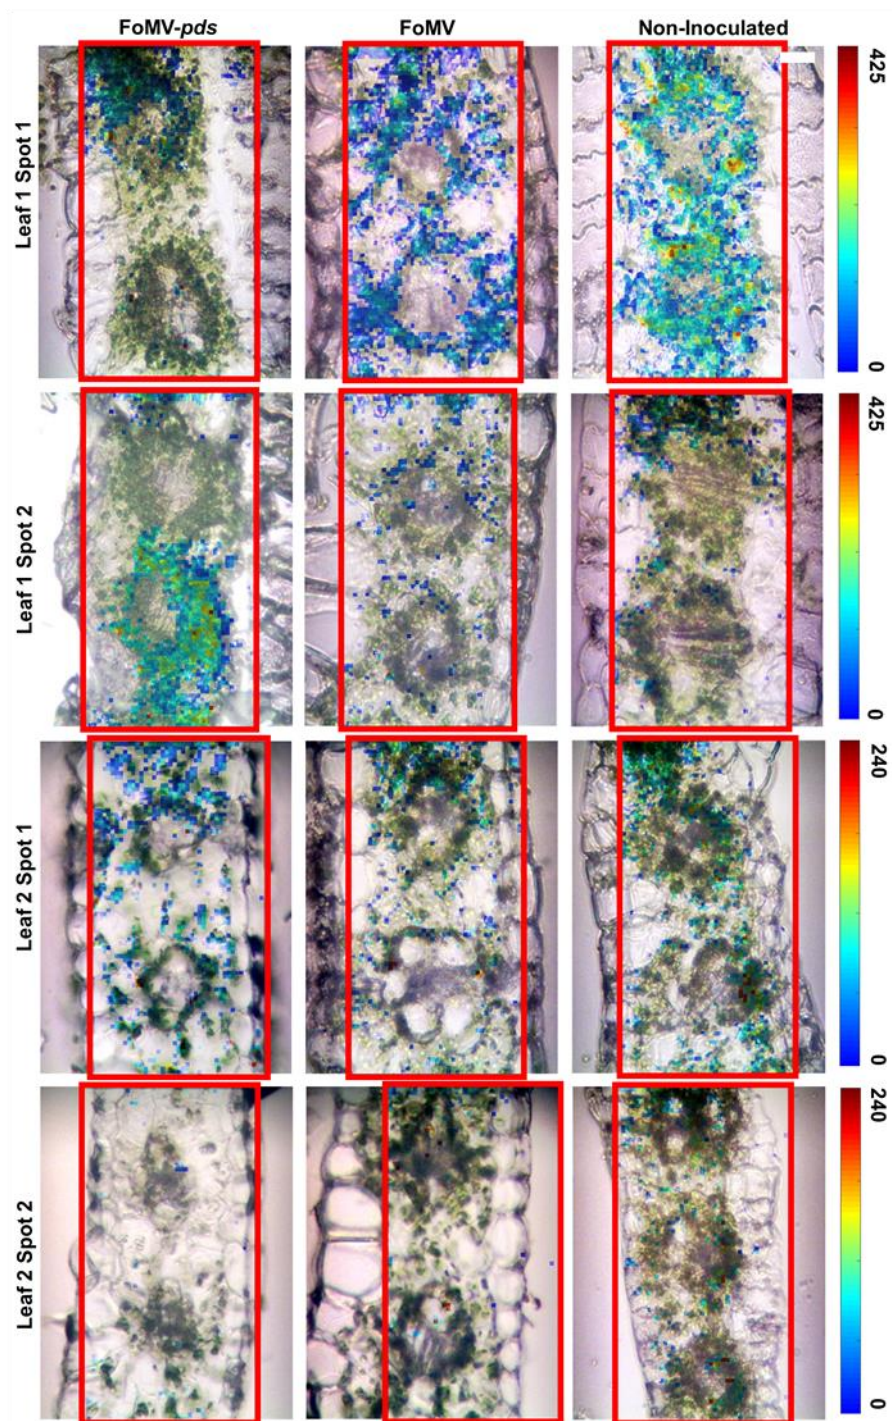 FoMV-pds
FoMV
Non-Inoculated
Leaf 1 Spot 1
425
0
Leaf 1 Spot 2
425
0
Leaf 2 Spot 1
240
0
Leaf 2 Spot 2
240
0